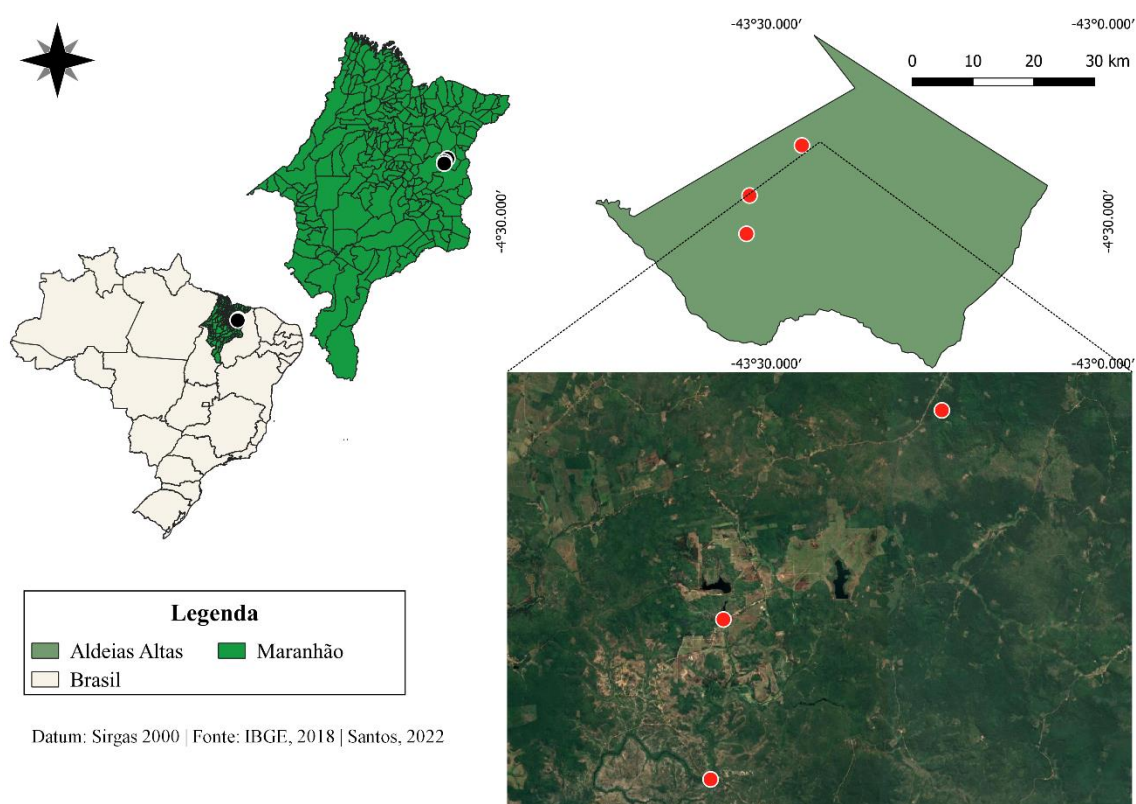 -43°30.000′
-43°0.000′
0 10 20 30 km
-4°30.000′
-4°30.000′
-43°30.000′
-43°0.000′
Legenda
Aldeias Altas
Maranhão
Brasil
Datum: Sirgas 2000 | Fonte: IBGE, 2018 | Santos, 2022